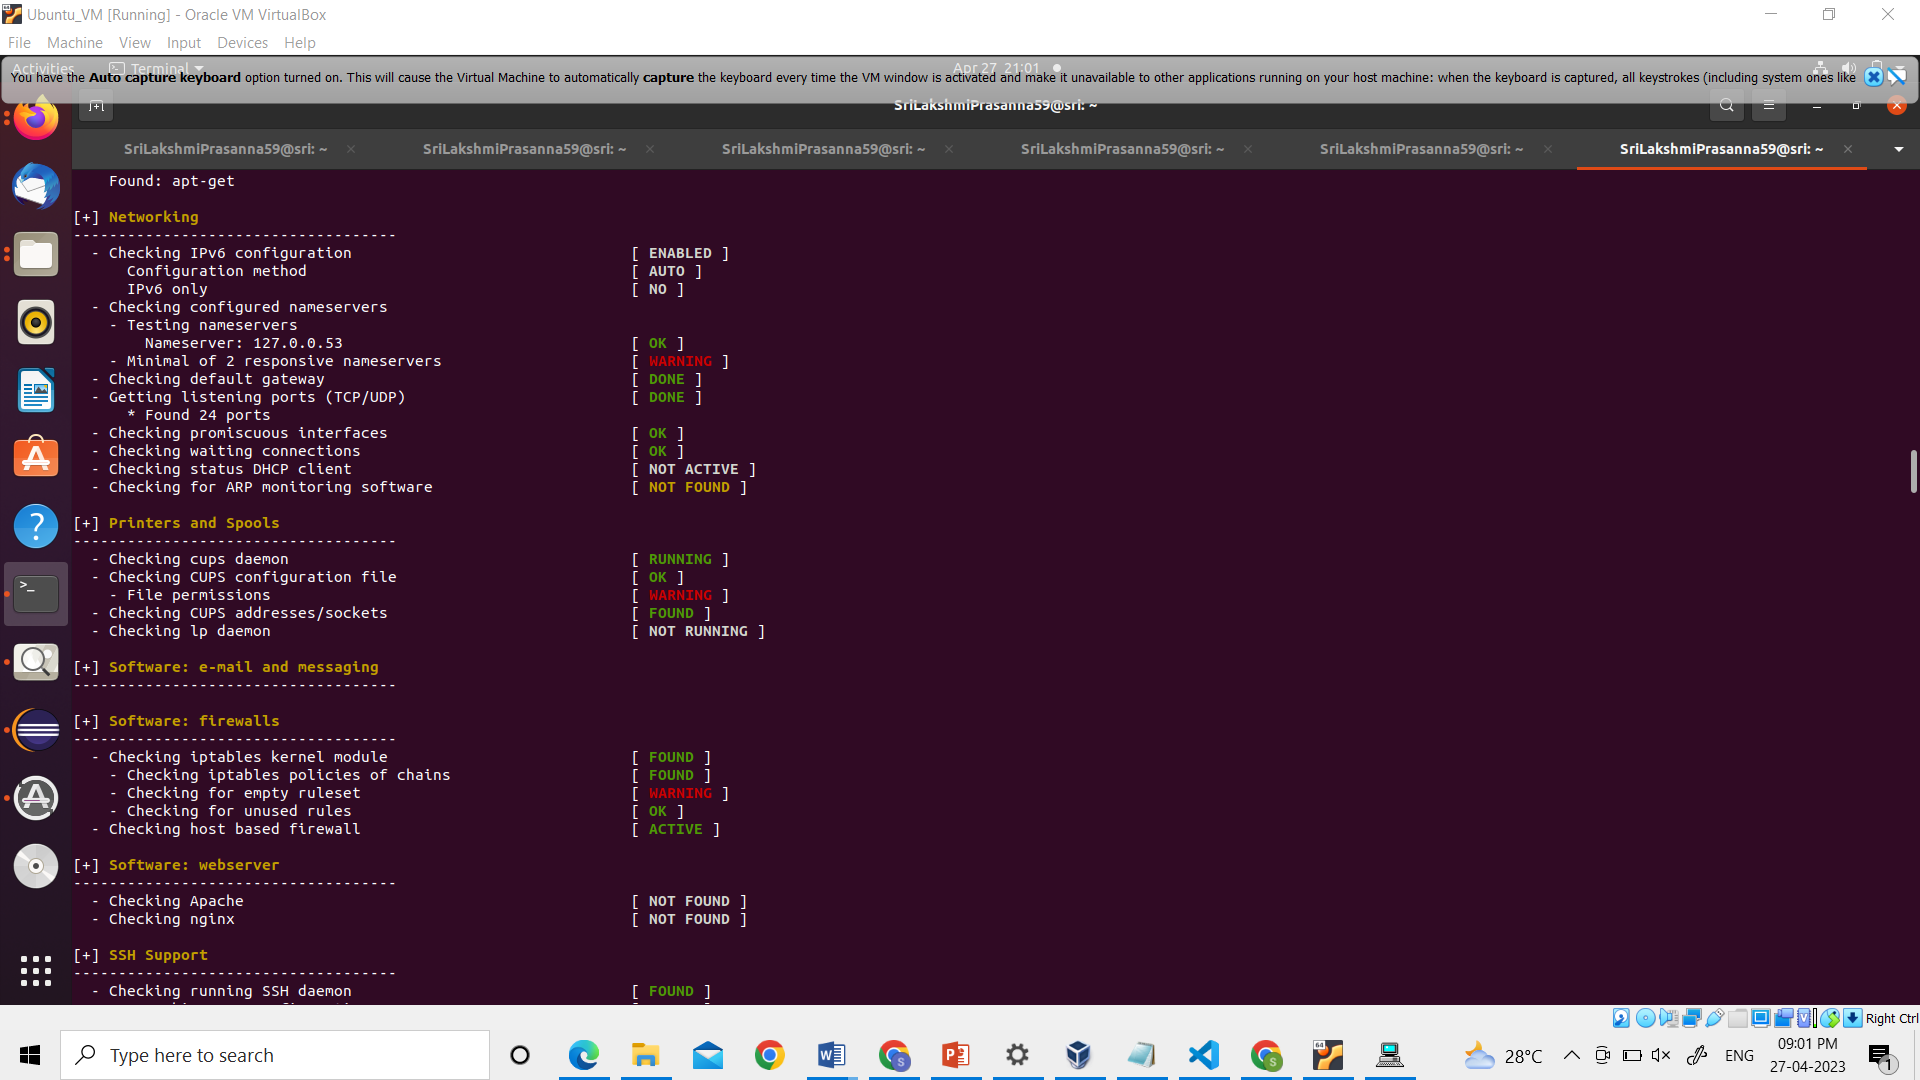 Ubuntu_VM [Running] - Oracle VM VirtualBox
File Machine View Input Devices Help
Activities Terminal Apr 27 21:01
You have the Auto capture keyboard option turned on. This will cause the Virtual Machine to automatically capture the keyboard every time the VM window is activated and make it unavailable to other applications running on your host machine: when the keyboard is captured, all keystrokes (including system ones like
SriLakshmiPrasanna59@sri: ~
SriLakshmiPrasanna59@sri: ~ SriLakshmiPrasanna59@sri: ~ SriLakshmiPrasanna59@sri: ~ SriLakshmiPrasanna59@sri: ~ SriLakshmiPrasanna59@sri: ~ SriLakshmiPrasanna59@sri: ~
Found: apt-get
[+] Networking
------------------------------------
- Checking IPv6 configuration [ ENABLED ]
Configuration method [ AUTO ]
IPv6 only [ NO ]
- Checking configured nameservers
- Testing nameservers
Nameserver: 127.0.0.53 [ OK ]
- Minimal of 2 responsive nameservers [ WARNING ]
- Checking default gateway [ DONE ]
- Getting listening ports (TCP/UDP) [ DONE ]
* Found 24 ports
- Checking promiscuous interfaces [ OK ]
- Checking waiting connections [ OK ]
- Checking status DHCP client [ NOT ACTIVE ]
- Checking for ARP monitoring software [ NOT FOUND ]
[+] Printers and Spools
------------------------------------
- Checking cups daemon [ RUNNING ]
- Checking CUPS configuration file [ OK ]
- File permissions [ WARNING ]
- Checking CUPS addresses/sockets [ FOUND ]
- Checking lp daemon [ NOT RUNNING ]
[+] Software: e-mail and messaging
------------------------------------
[+] Software: firewalls
------------------------------------
- Checking iptables kernel module [ FOUND ]
- Checking iptables policies of chains [ FOUND ]
- Checking for empty ruleset [ WARNING ]
- Checking for unused rules [ OK ]
- Checking host based firewall [ ACTIVE ]
[+] Software: webserver
------------------------------------
- Checking Apache [ NOT FOUND ]
- Checking nginx [ NOT FOUND ]
[+] SSH Support
------------------------------------
- Checking running SSH daemon [ FOUND ]
Right Ctrl
Type here to search
28°C ENG 09:01 PM
27-04-2023
1